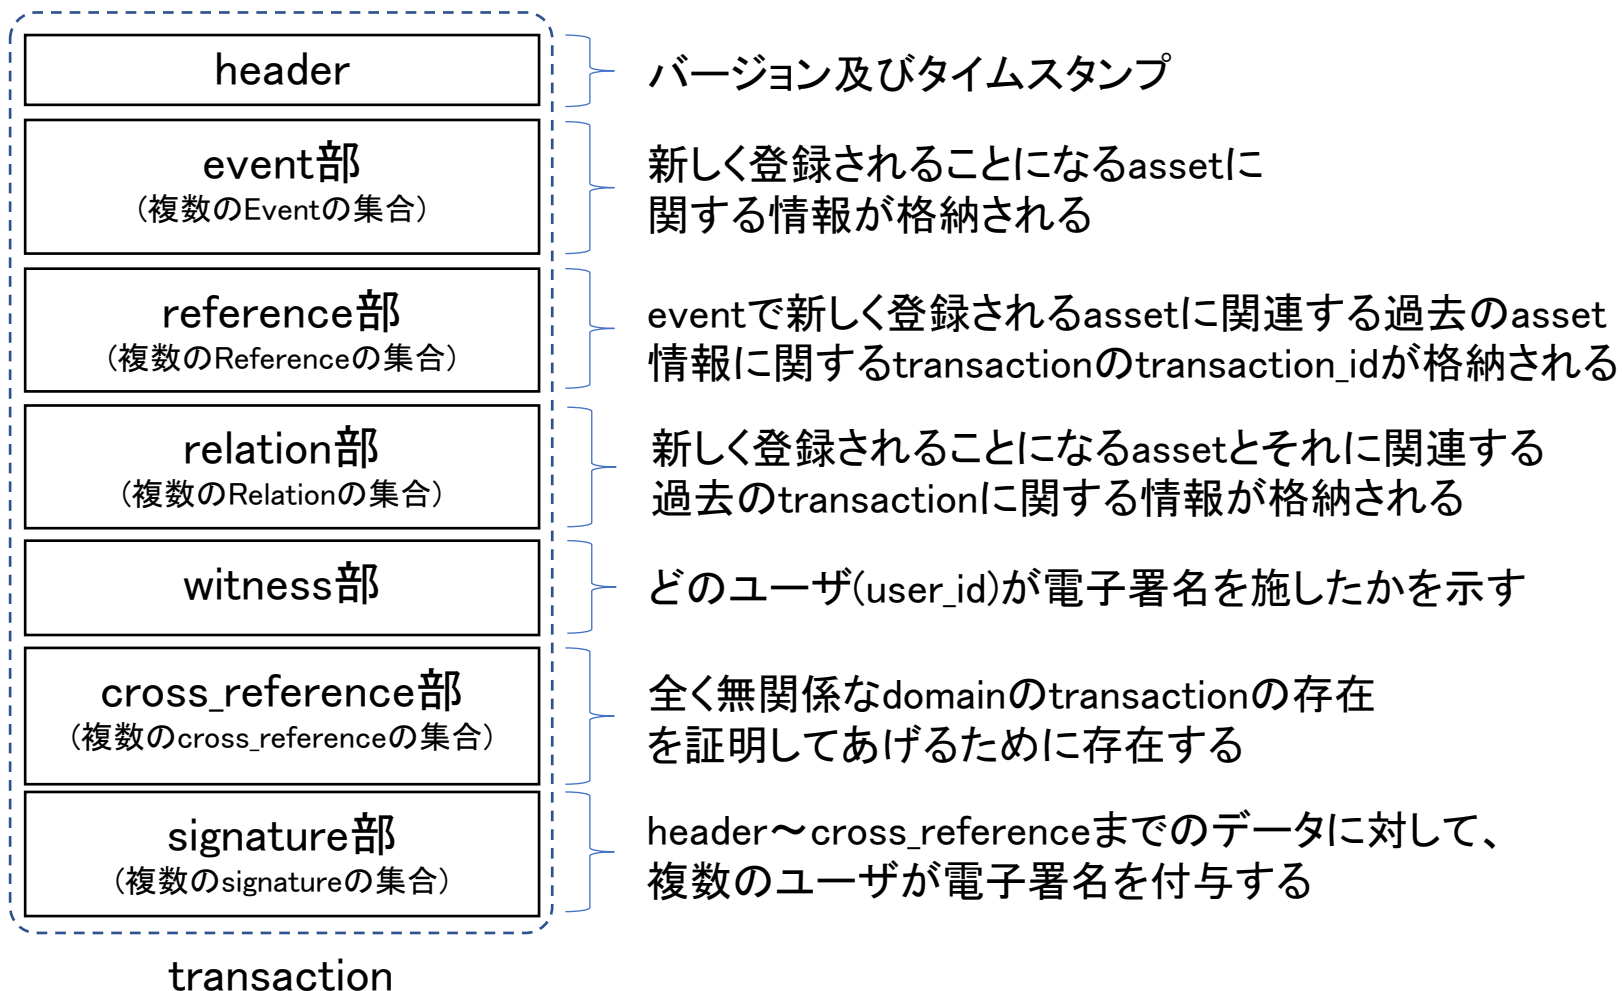 header
バージョン及びタイムスタンプ
event部
(複数のEventの集合)
新しく登録されることになるassetに
関する情報が格納される
reference部
(複数のReferenceの集合)
eventで新しく登録されるassetに関連する過去のasset
情報に関するtransactionのtransaction_idが格納される
relation部
(複数のRelationの集合)
新しく登録されることになるassetとそれに関連する
過去のtransactionに関する情報が格納される
witness部
どのユーザ(user_id)が電子署名を施したかを示す
cross_reference部
(複数のcross_referenceの集合)
全く無関係なdomainのtransactionの存在
を証明してあげるために存在する
signature部
(複数のsignatureの集合)
header～cross_referenceまでのデータに対して、
複数のユーザが電子署名を付与する
transaction